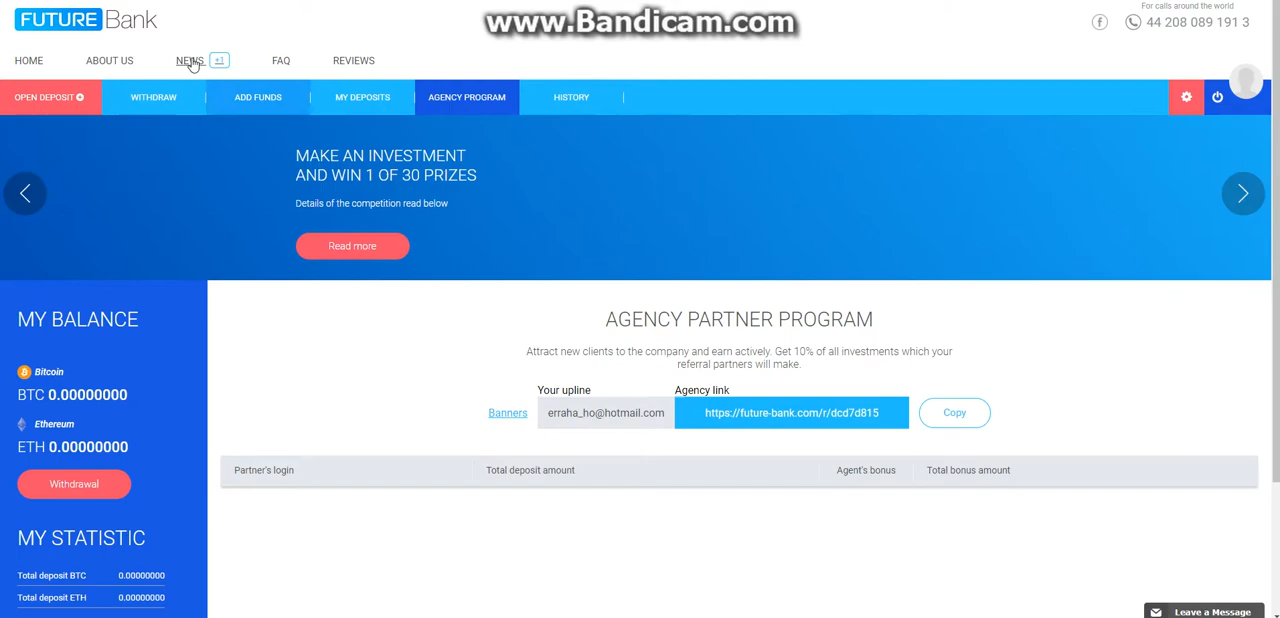 For calls around the world
FUTURE Bank
www.Bandicam.com
44 208 089 191 3
HOME
ABOUT US
NEWS
+1
FAQ
REVIEWS
OPEN DEPOSIT
WITHDRAW
ADD FUNDS
MY DEPOSITS
AGENCY PROGRAM
HISTORY
MAKE AN INVESTMENT
AND WIN 1 OF 30 PRIZES
Details of the competition read below
Read more
MY BALANCE
Bitcoin
BTC 0.00000000
Ethereum
ETH 0.00000000
Withdrawal
MY STATISTIC
Total deposit BTC 0.00000000
Total deposit ETH 0.00000000
AGENCY PARTNER PROGRAM
Attract new clients to the company and earn actively. Get 10% of all investments which your
referral partners will make.
Your upline
Agency link
Banners
erraha_ho@hotmail.com
https://future-bank.com/r/dcd7d815
Copy
Partner's login
Total deposit amount
Agent's bonus
Total bonus amount
Leave a Message